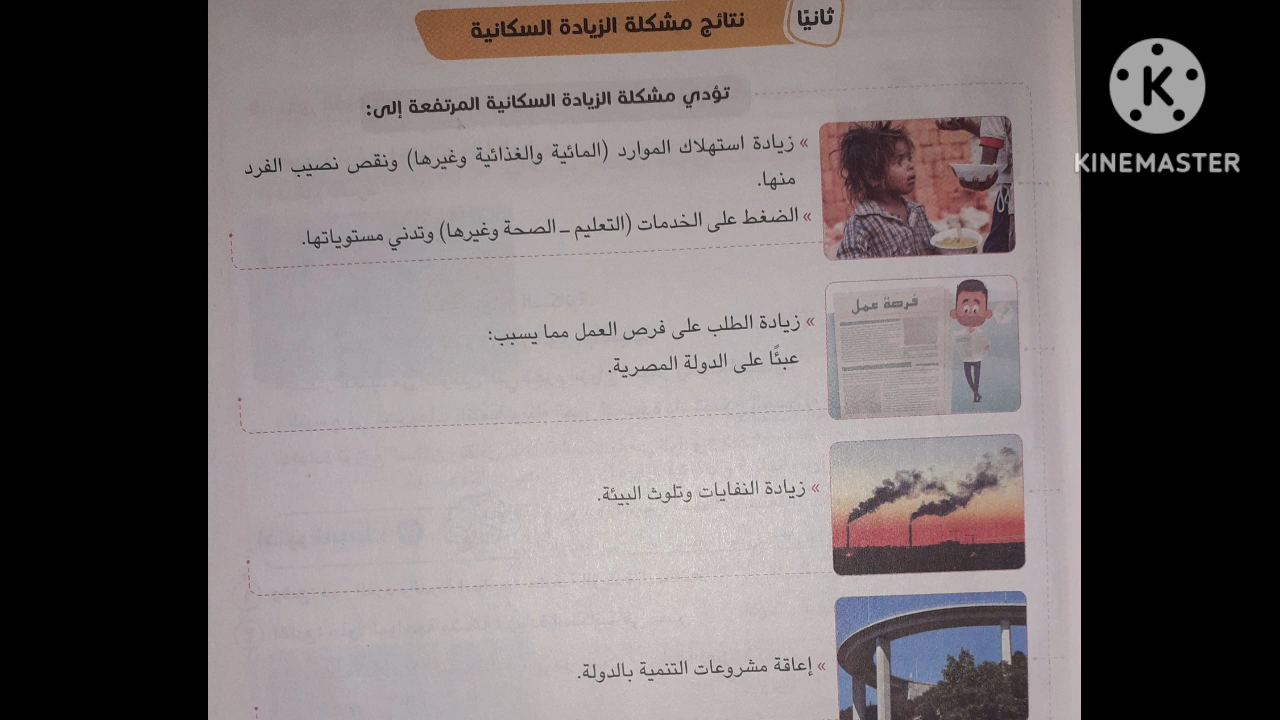 ثانيًا
نتائج مشكلة الزيادة السكانية
تؤدي مشكلة الزيادة السكانية المرتفعة إلى:
» زيادة استهلاك الموارد (المائية والغذائية وغيرها) ونقص نصيب الفرد
منها.
» الضغط على الخدمات (التعليم – الصحة وغيرها) وتدني مستوياتها.
فرصة عمل
» زيادة الطلب على فرص العمل مما يسبب:
عبئًا على الدولة المصرية.
» زيادة النفايات وتلوث البيئة.
» إعاقة مشروعات التنمية بالدولة.
K
KINEMASTER